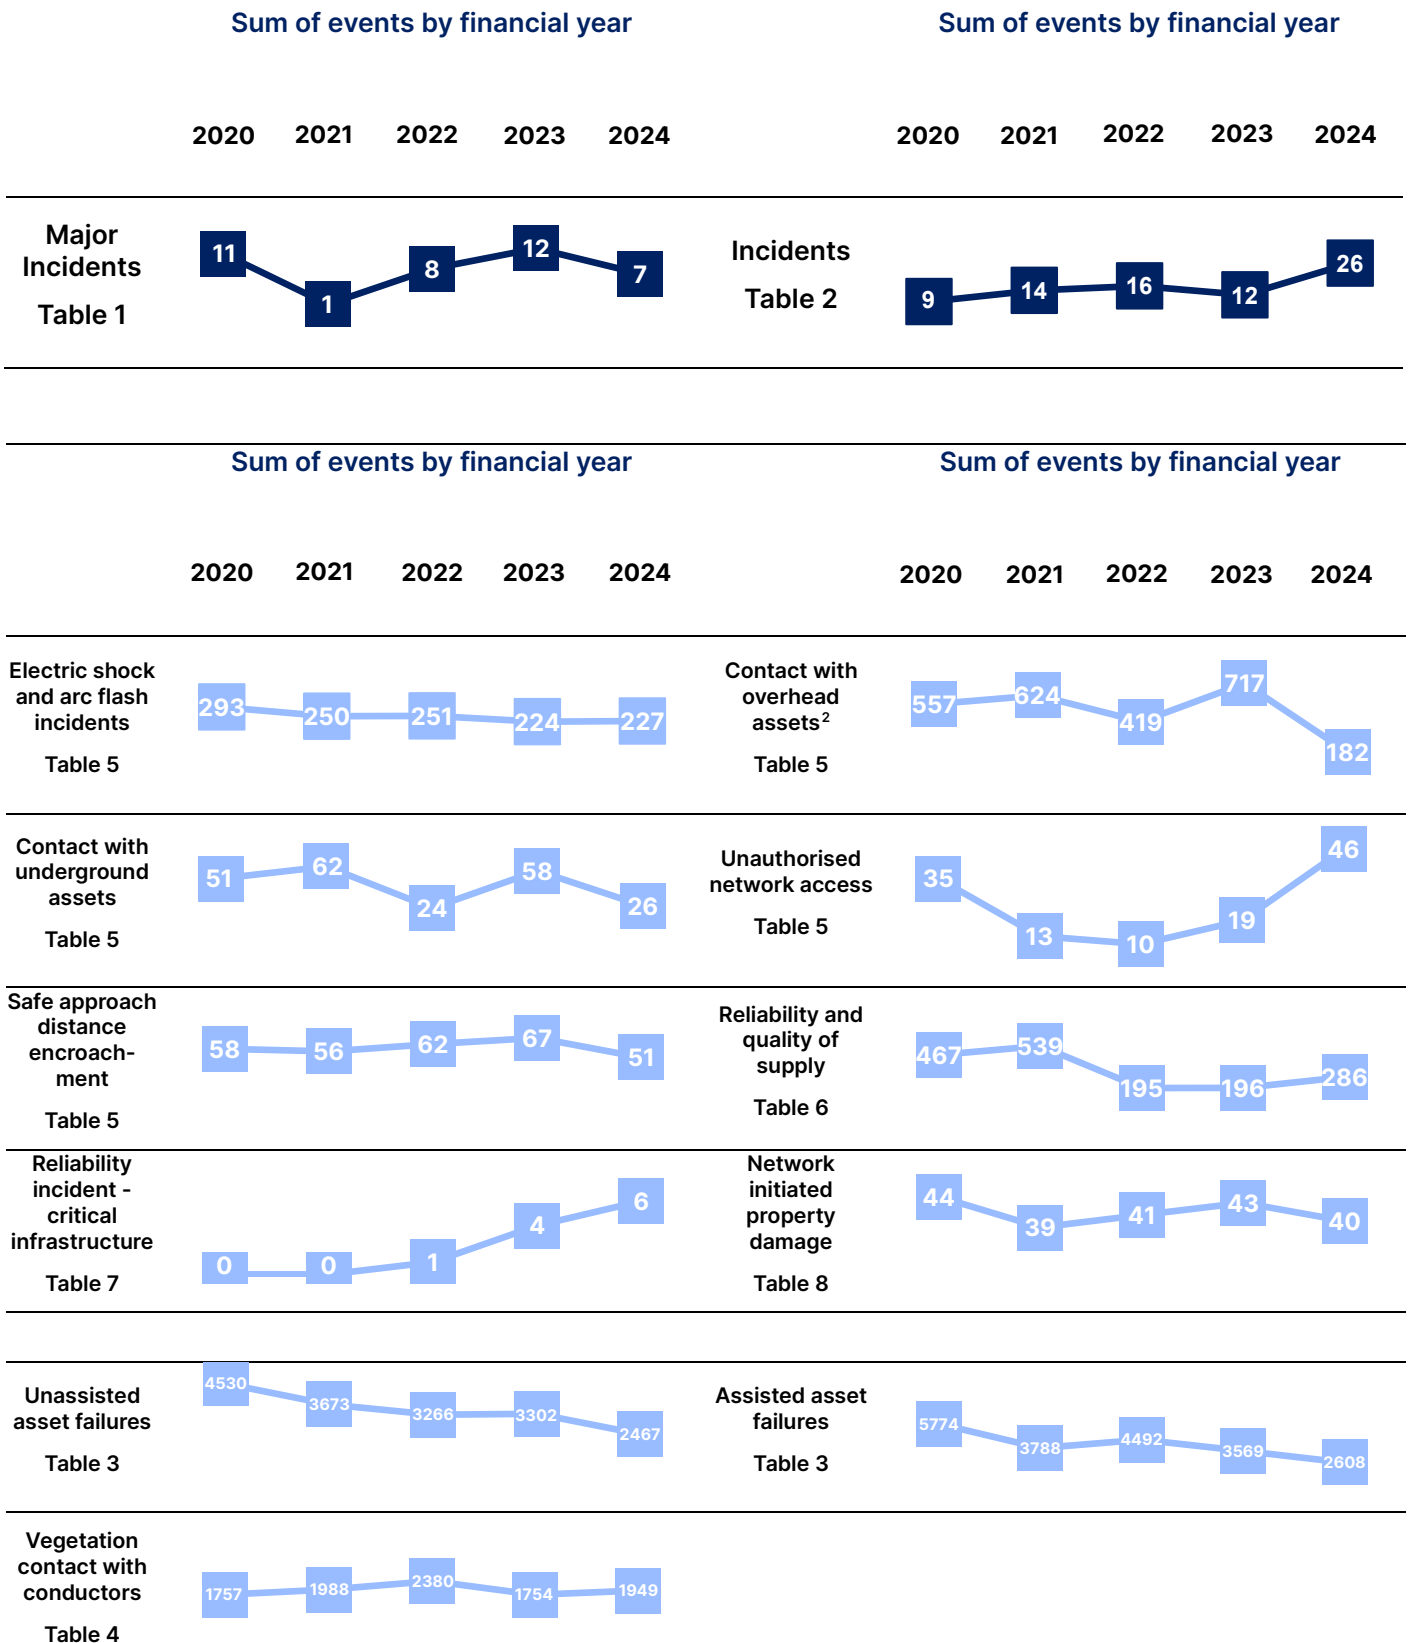 Sum of events by financial year
Sum of events by financial year
2020 2021 2022 2023 2024
2020 2021 2022 2023 2024
Major
Incidents
Table 1
11 1 8 12 7
Incidents
Table 2
9 14 16 12 26
Sum of events by financial year
Sum of events by financial year
2020 2021 2022 2023 2024
2020 2021 2022 2023 2024
Electric shock
and arc flash
incidents
Table 5
293 250 251 224 227
Contact with
overhead
assets²
Table 5
557 624 419 717 182
Contact with
underground
assets
Table 5
51 62 24 58 26
Unauthorised
network access
Table 5
35 13 10 19 46
Safe approach
distance
encroach-
ment
Table 5
58 56 62 67 51
Reliability and
quality of
supply
Table 6
467 539 195 196 286
Reliability
incident -
critical
infrastructure
Table 7
0 0 1 4 6
Network
initiated
property
damage
Table 8
44 39 41 43 40
Unassisted
asset failures
Table 3
4530 3673 3266 3302 2467
Assisted asset
failures
Table 3
5774 3788 4492 3569 2608
Vegetation
contact with
conductors
Table 4
1757 1988 2380 1754 1949